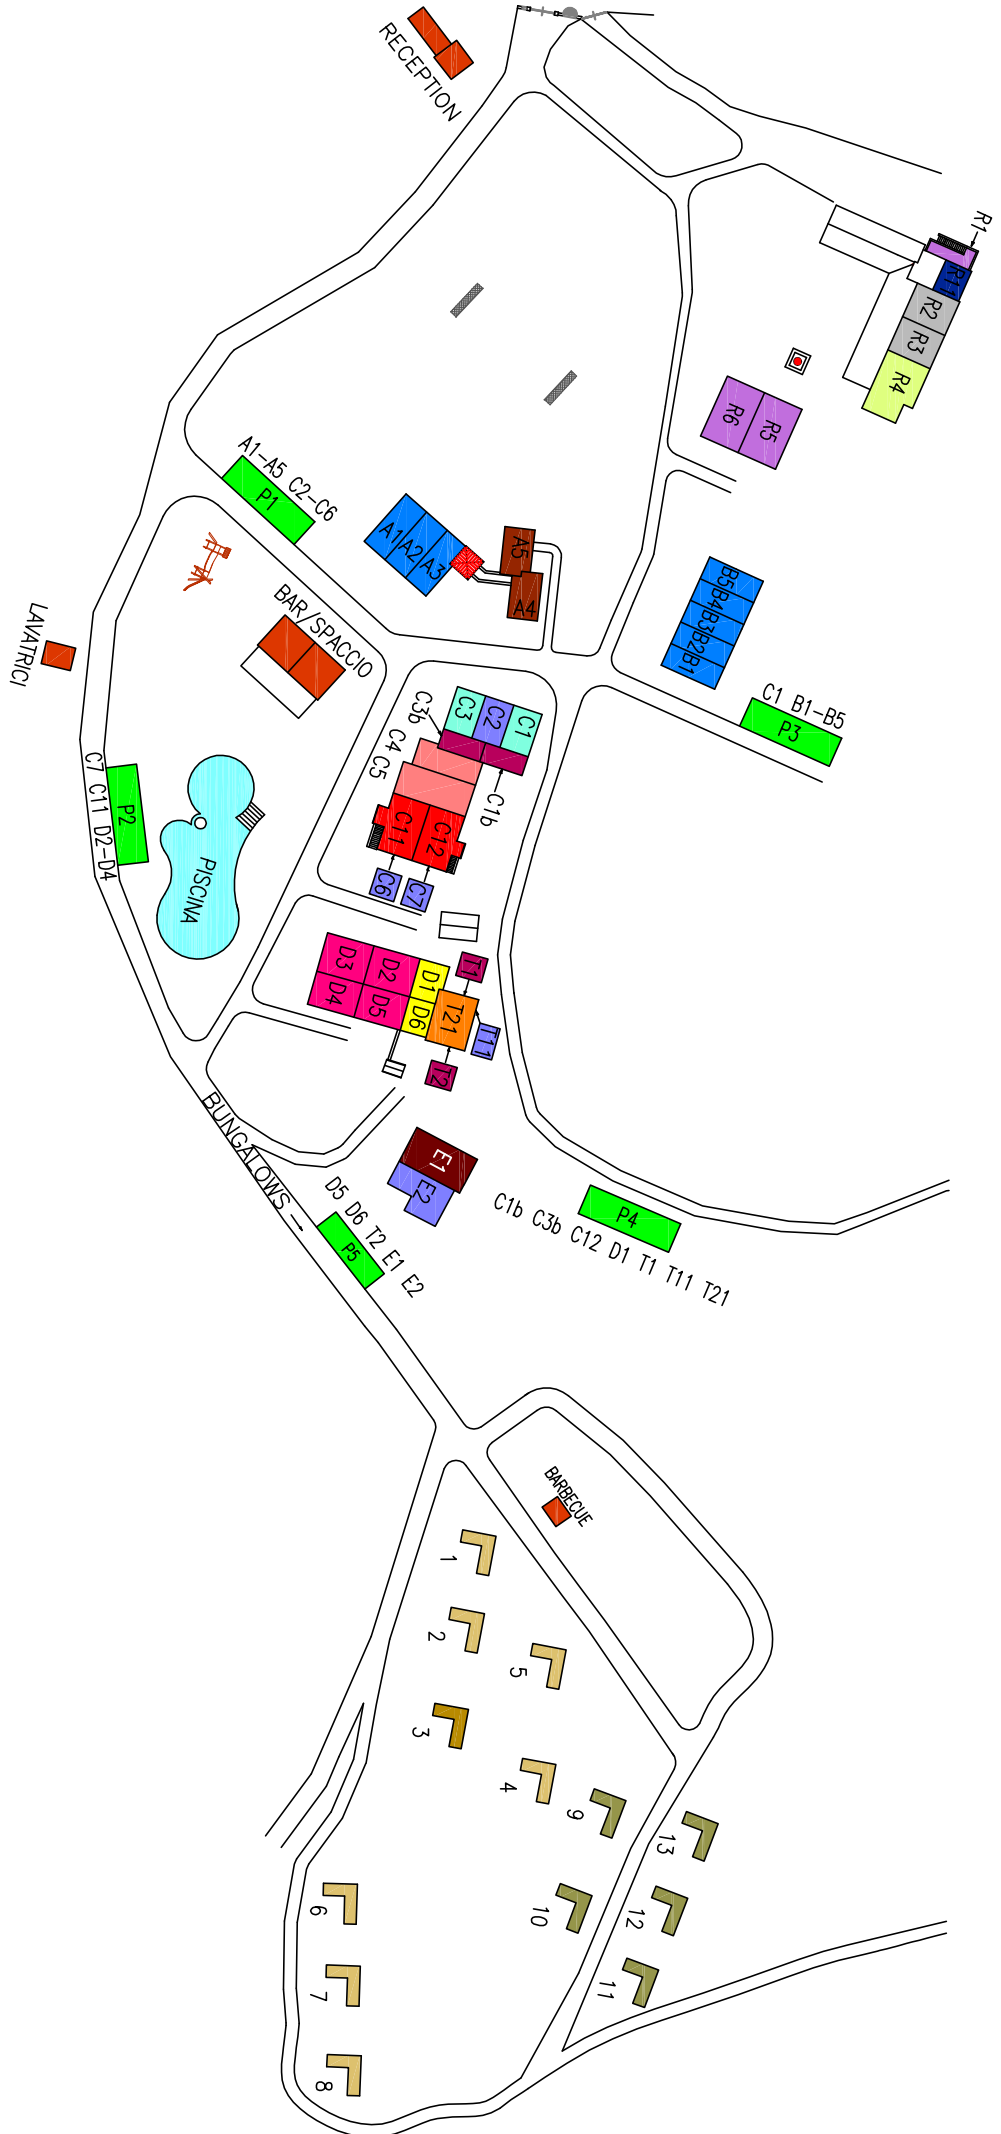 RECEPTION
R1
R11
R2
R3
R4
R5
R6
A1-A5 C2-C6
P1
A1
A2
A3
A5
A4
B5
B4
B3
B2
B1
C1 B1-B5
P3
BAR/SPACCIO
LAVATRICI
C3b
C3
C2
C1
C4 C5
C1b
C11
C12
C6
C7
C7 C11 D2-D4
P2
PISCINA
D3
D2
D1
D4
D5
D6
T1
T21
T11
T2
BUNGALOWS
E1
E2
D5 D6 T2 E1 E2
P5
P4
C1b C3b C12 D1 T1 T11 T21
BARBECUE
1
2
5
3
4
9
13
10
12
11
6
7
8